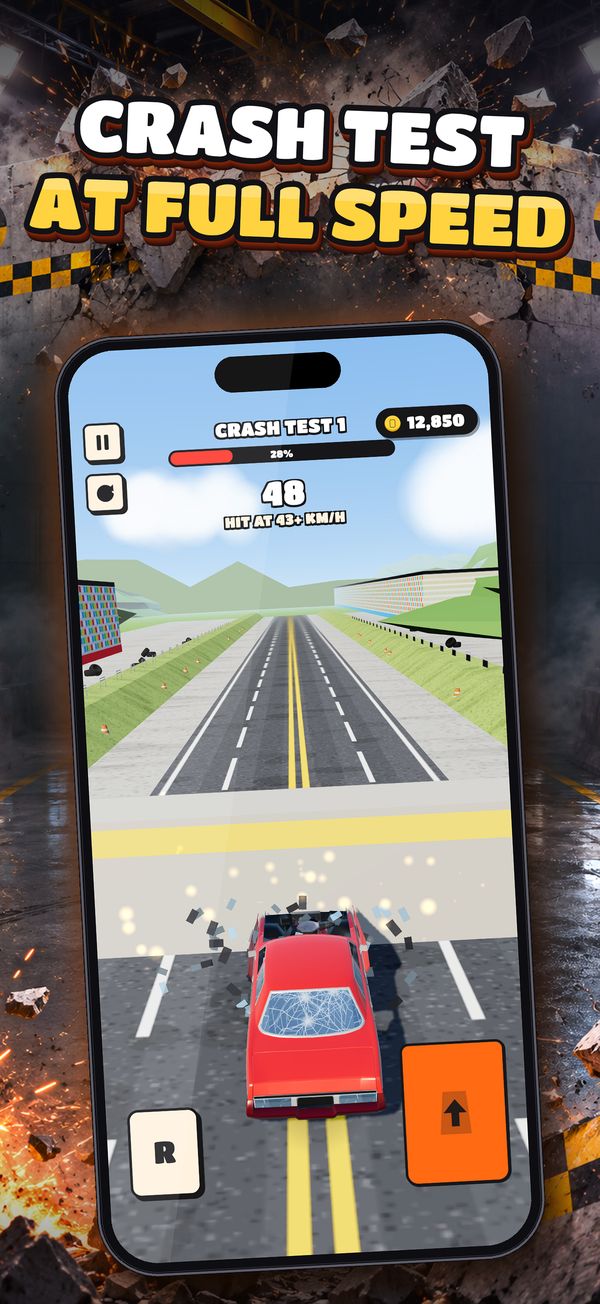 CRASH TEST
AT FULL SPEED
CRASH TEST 1
12,850
28%
48
HIT AT 43+ KM/H
R